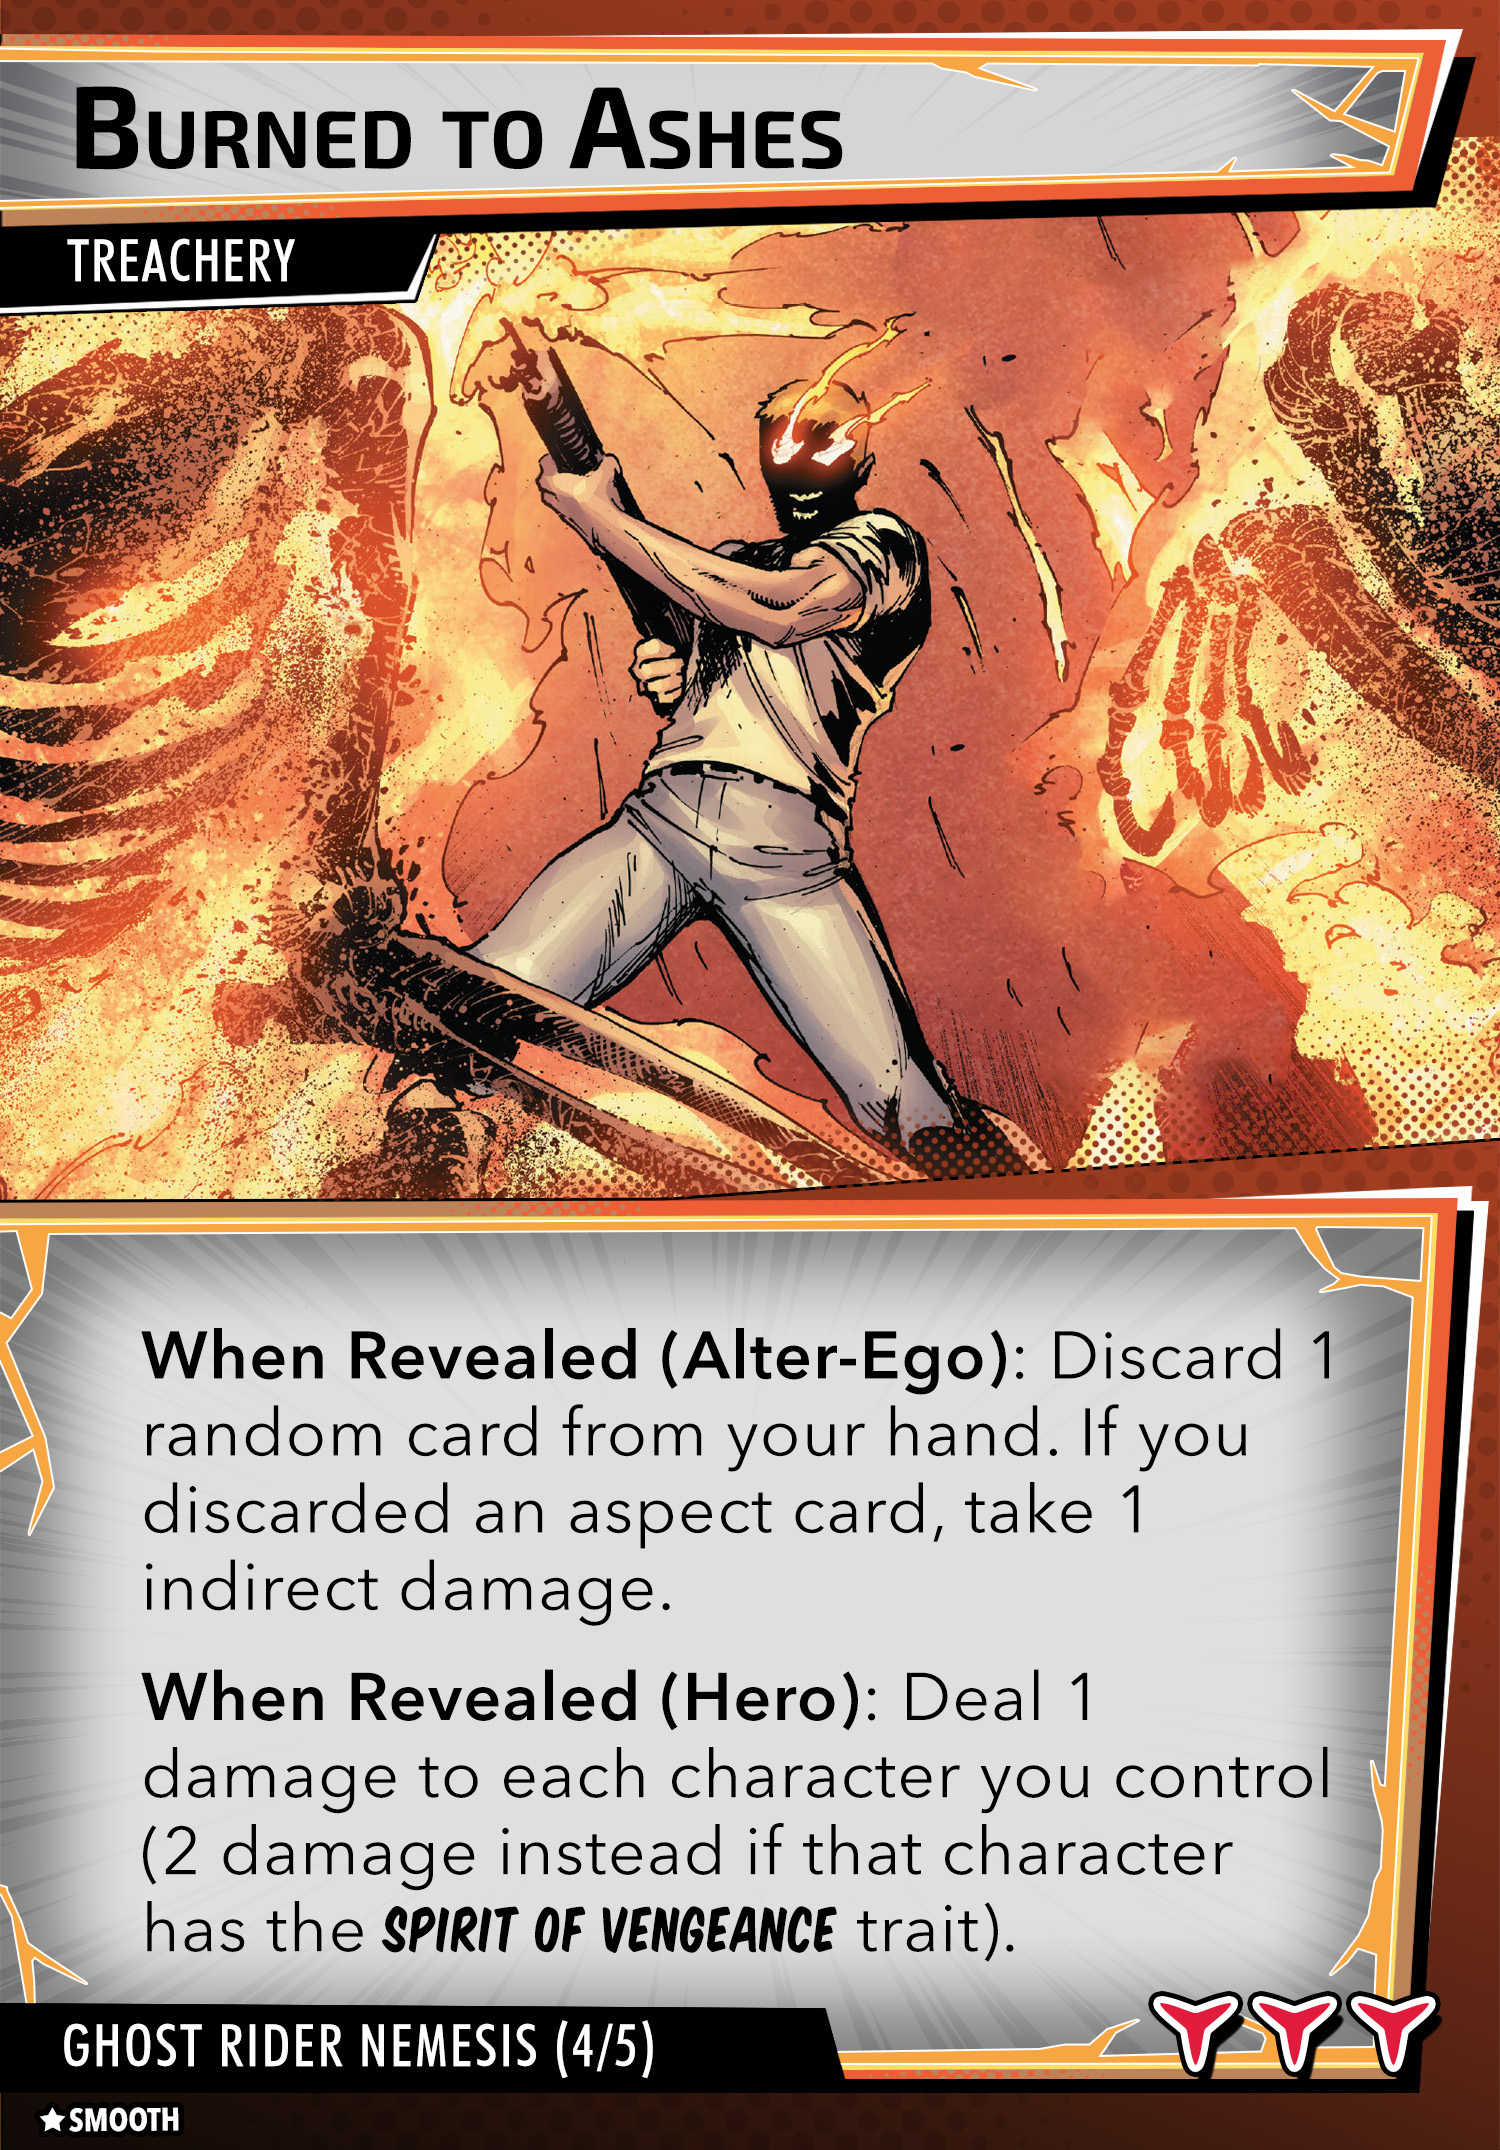 Burned to Ashes
TREACHERY
When Revealed (Alter-Ego): Discard 1
random card from your hand. If you
discarded an aspect card, take 1
indirect damage.
When Revealed (Hero): Deal 1
damage to each character you control
(2 damage instead if that character
has the SPIRIT OF VENGEANCE trait).
GHOST RIDER NEMESIS (4/5)
SMOOTH